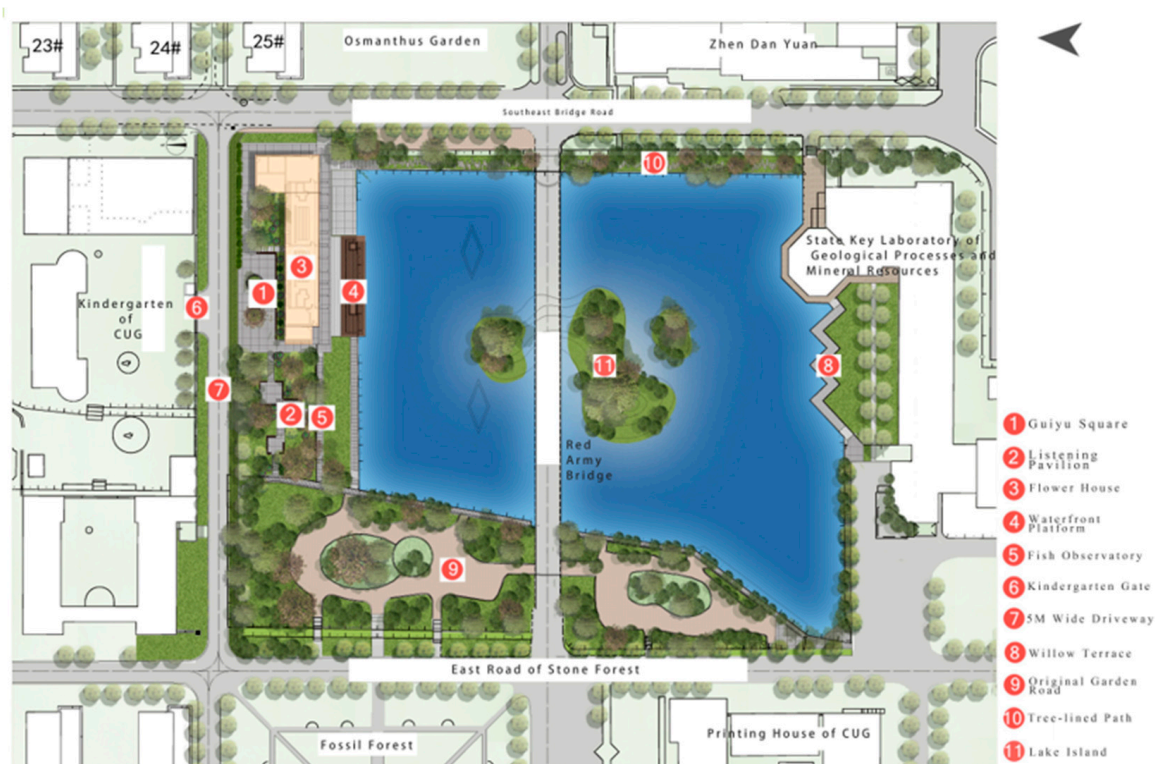 23#
24#
25#
Osmanthus Garden
Zhen Dan Yuan
Southeast Bridge Road
10
State Key Laboratory of
Geological Processes and
Mineral Resources
3
1
4
Kindergarten
of
CUG
6
11
8
7
2
5
Red
Army
Bridge
9
East Road of Stone Forest
Fossil Forest
Printing House of CUG
1 Guiyu Square
2 Listening
Pavilion
3 Flower House
4 Waterfront
Platform
5 Fish Observatory
6 Kindergarten Gate
7 5M Wide Driveway
8 Willow Terrace
9 Original Garden
Road
10 Tree-lined Path
11 Lake Island